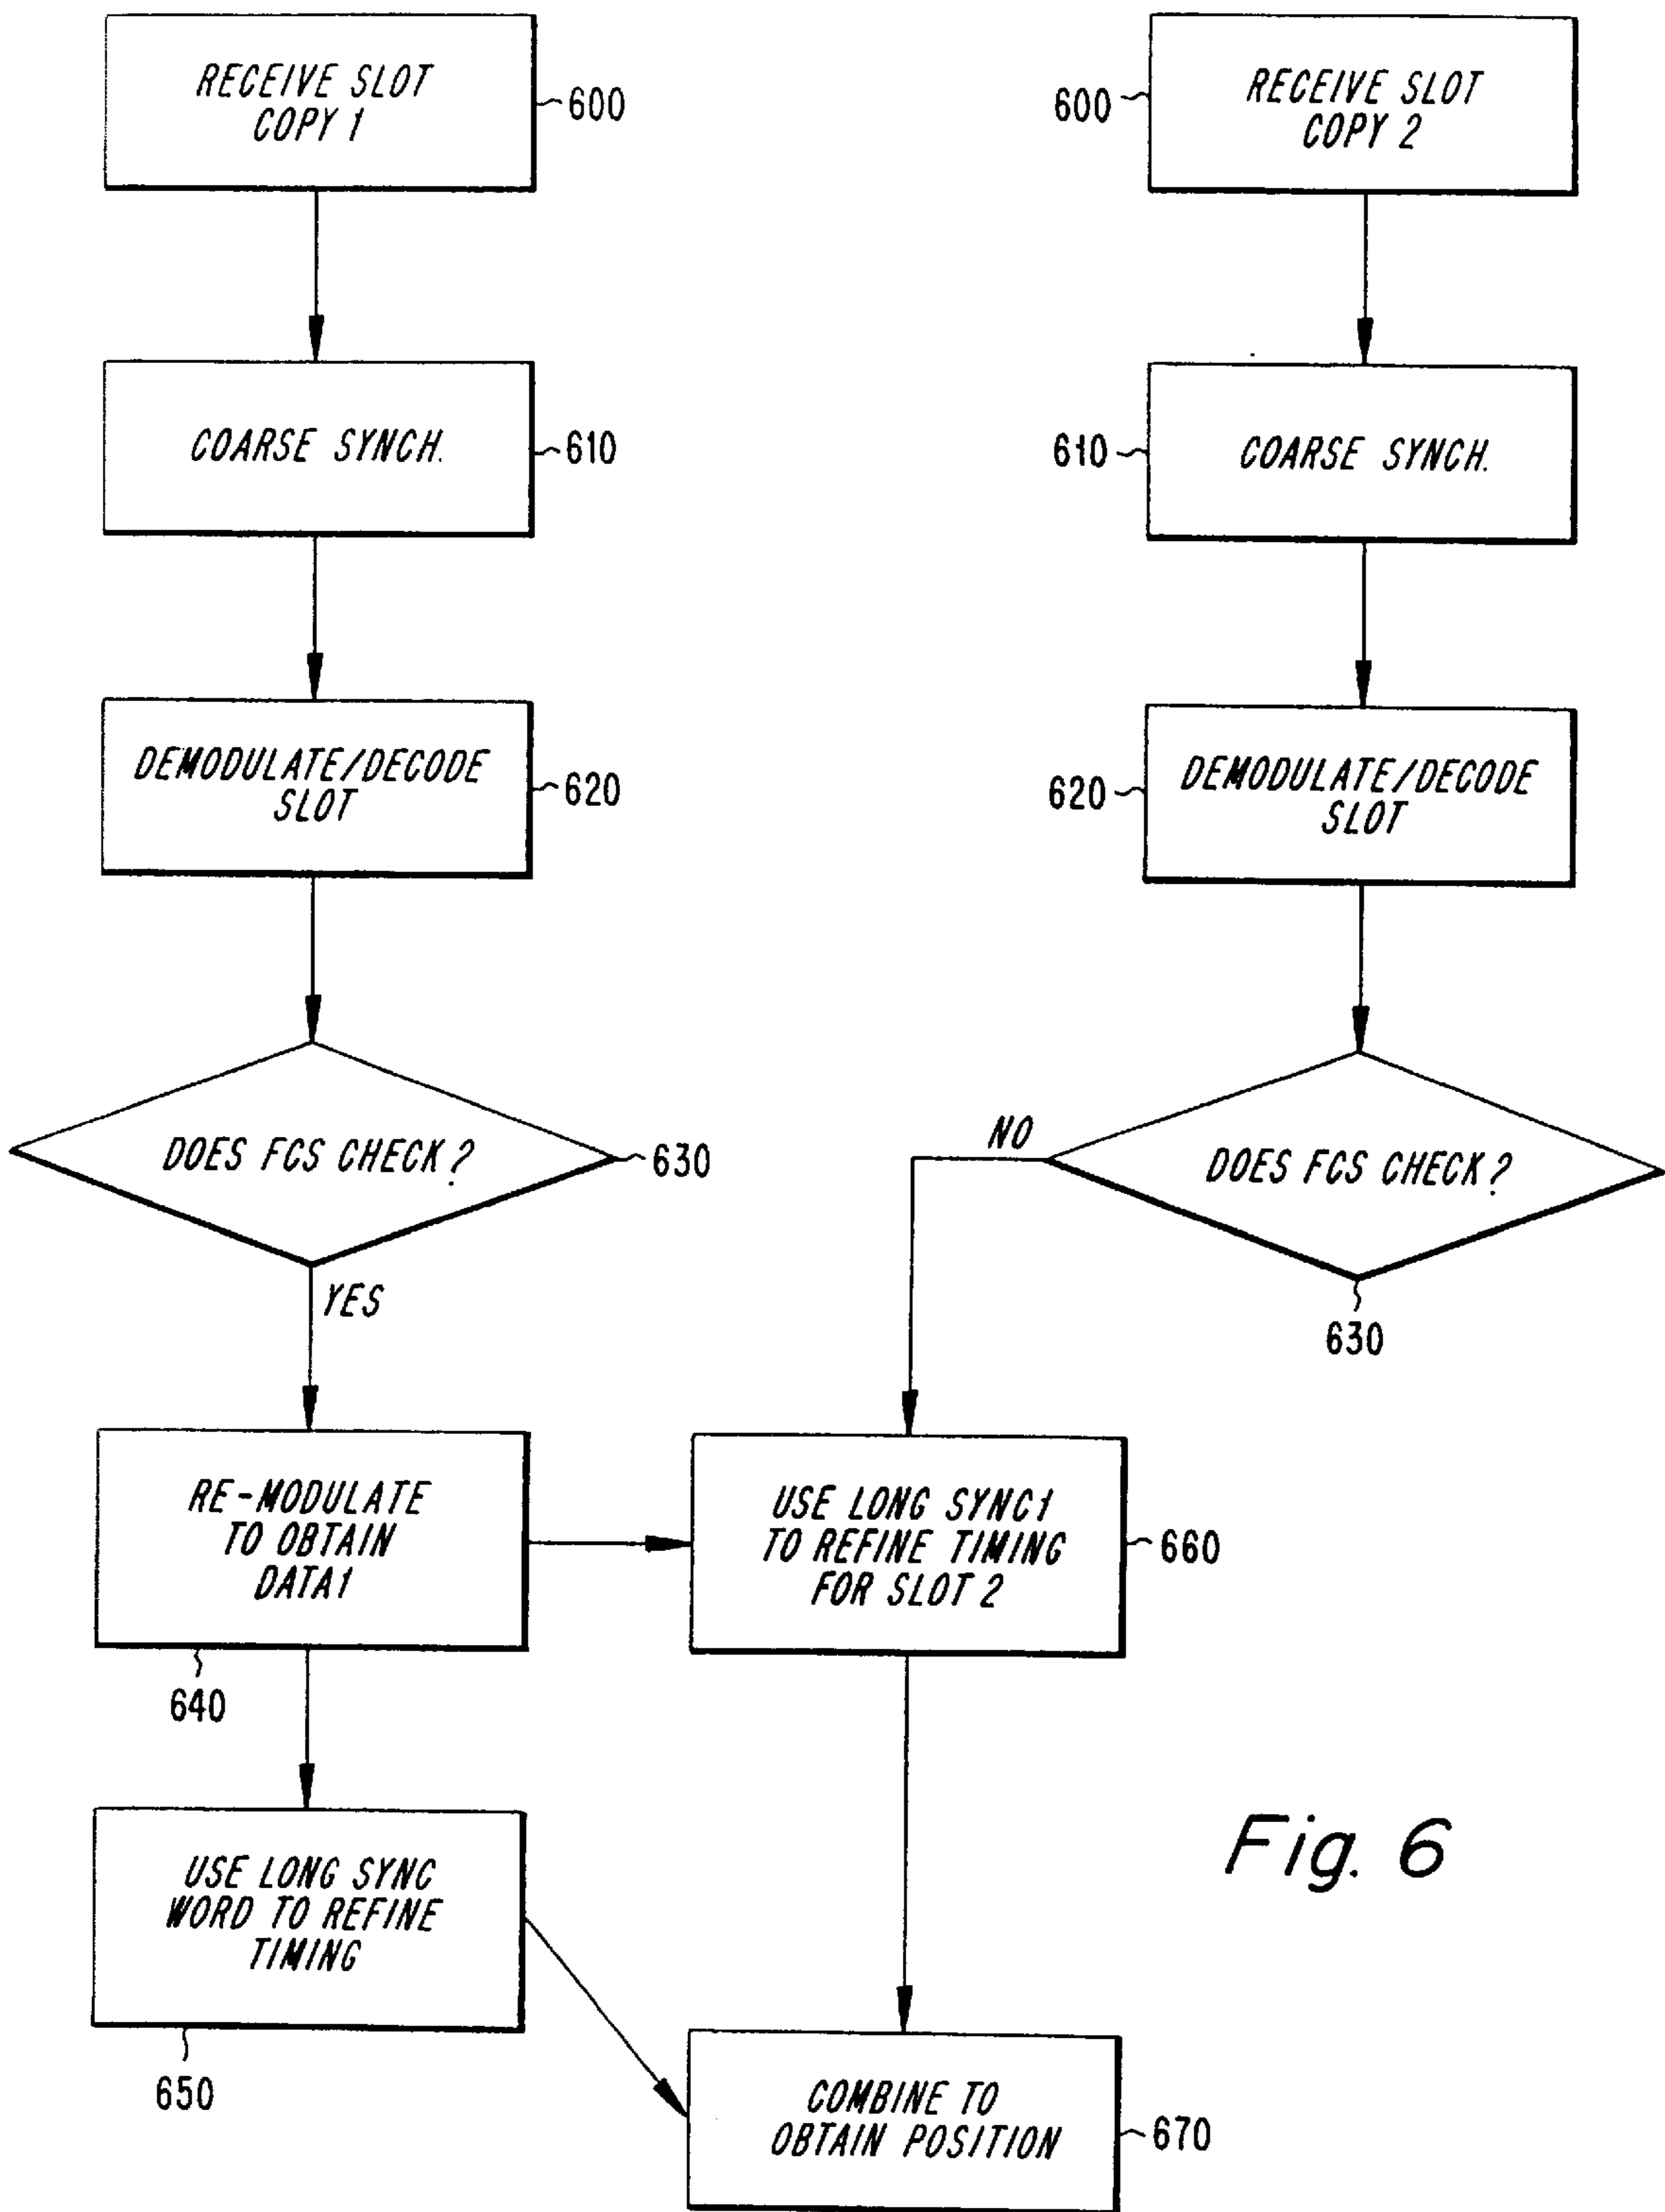 RECEIVE SLOT
COPY 1
600
RECEIVE SLOT
COPY 2
600
COARSE SYNCH.
610
COARSE SYNCH.
610
DEMODULATE/DECODE
SLOT
620
DEMODULATE/DECODE
SLOT
620
DOES FCS CHECK?
630
YES
NO
DOES FCS CHECK?
630
RE-MODULATE
TO OBTAIN
DATA1
640
USE LONG SYNC1
TO REFINE TIMING
FOR SLOT 2
660
USE LONG SYNC
WORD TO REFINE
TIMING
650
COMBINE TO
OBTAIN POSITION
670
Fig. 6